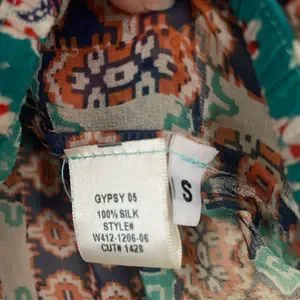 GYPSY 05
100% SILK
STYLE#
W412-1206-06
CUT# 1428
S